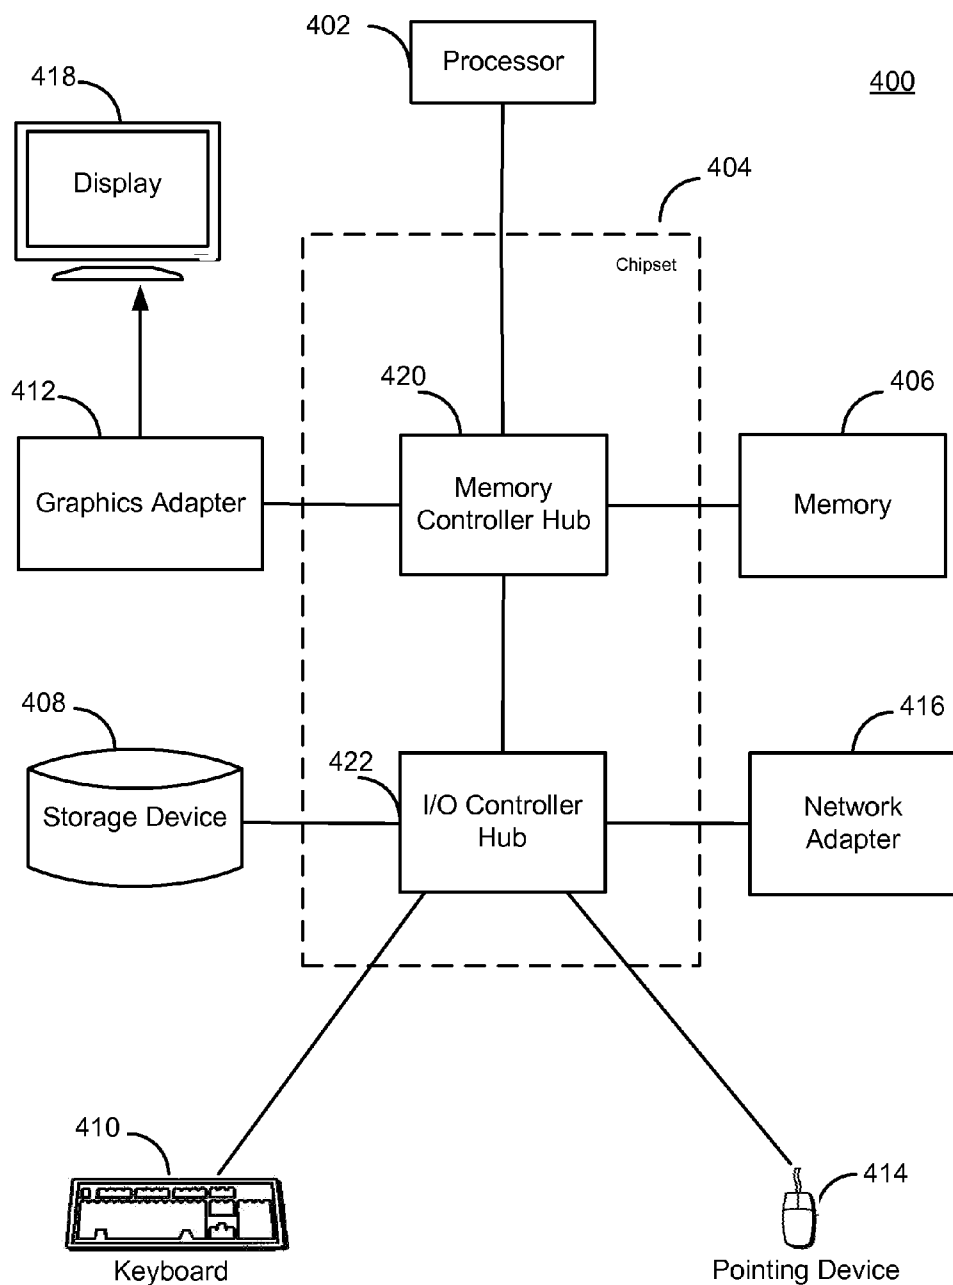 402
Processor
400
418
Display
404
Chipset
412
Graphics Adapter
420
Memory
Controller Hub
406
Memory
408
Storage Device
422
I/O Controller
Hub
416
Network
Adapter
410
Keyboard
414
Pointing Device